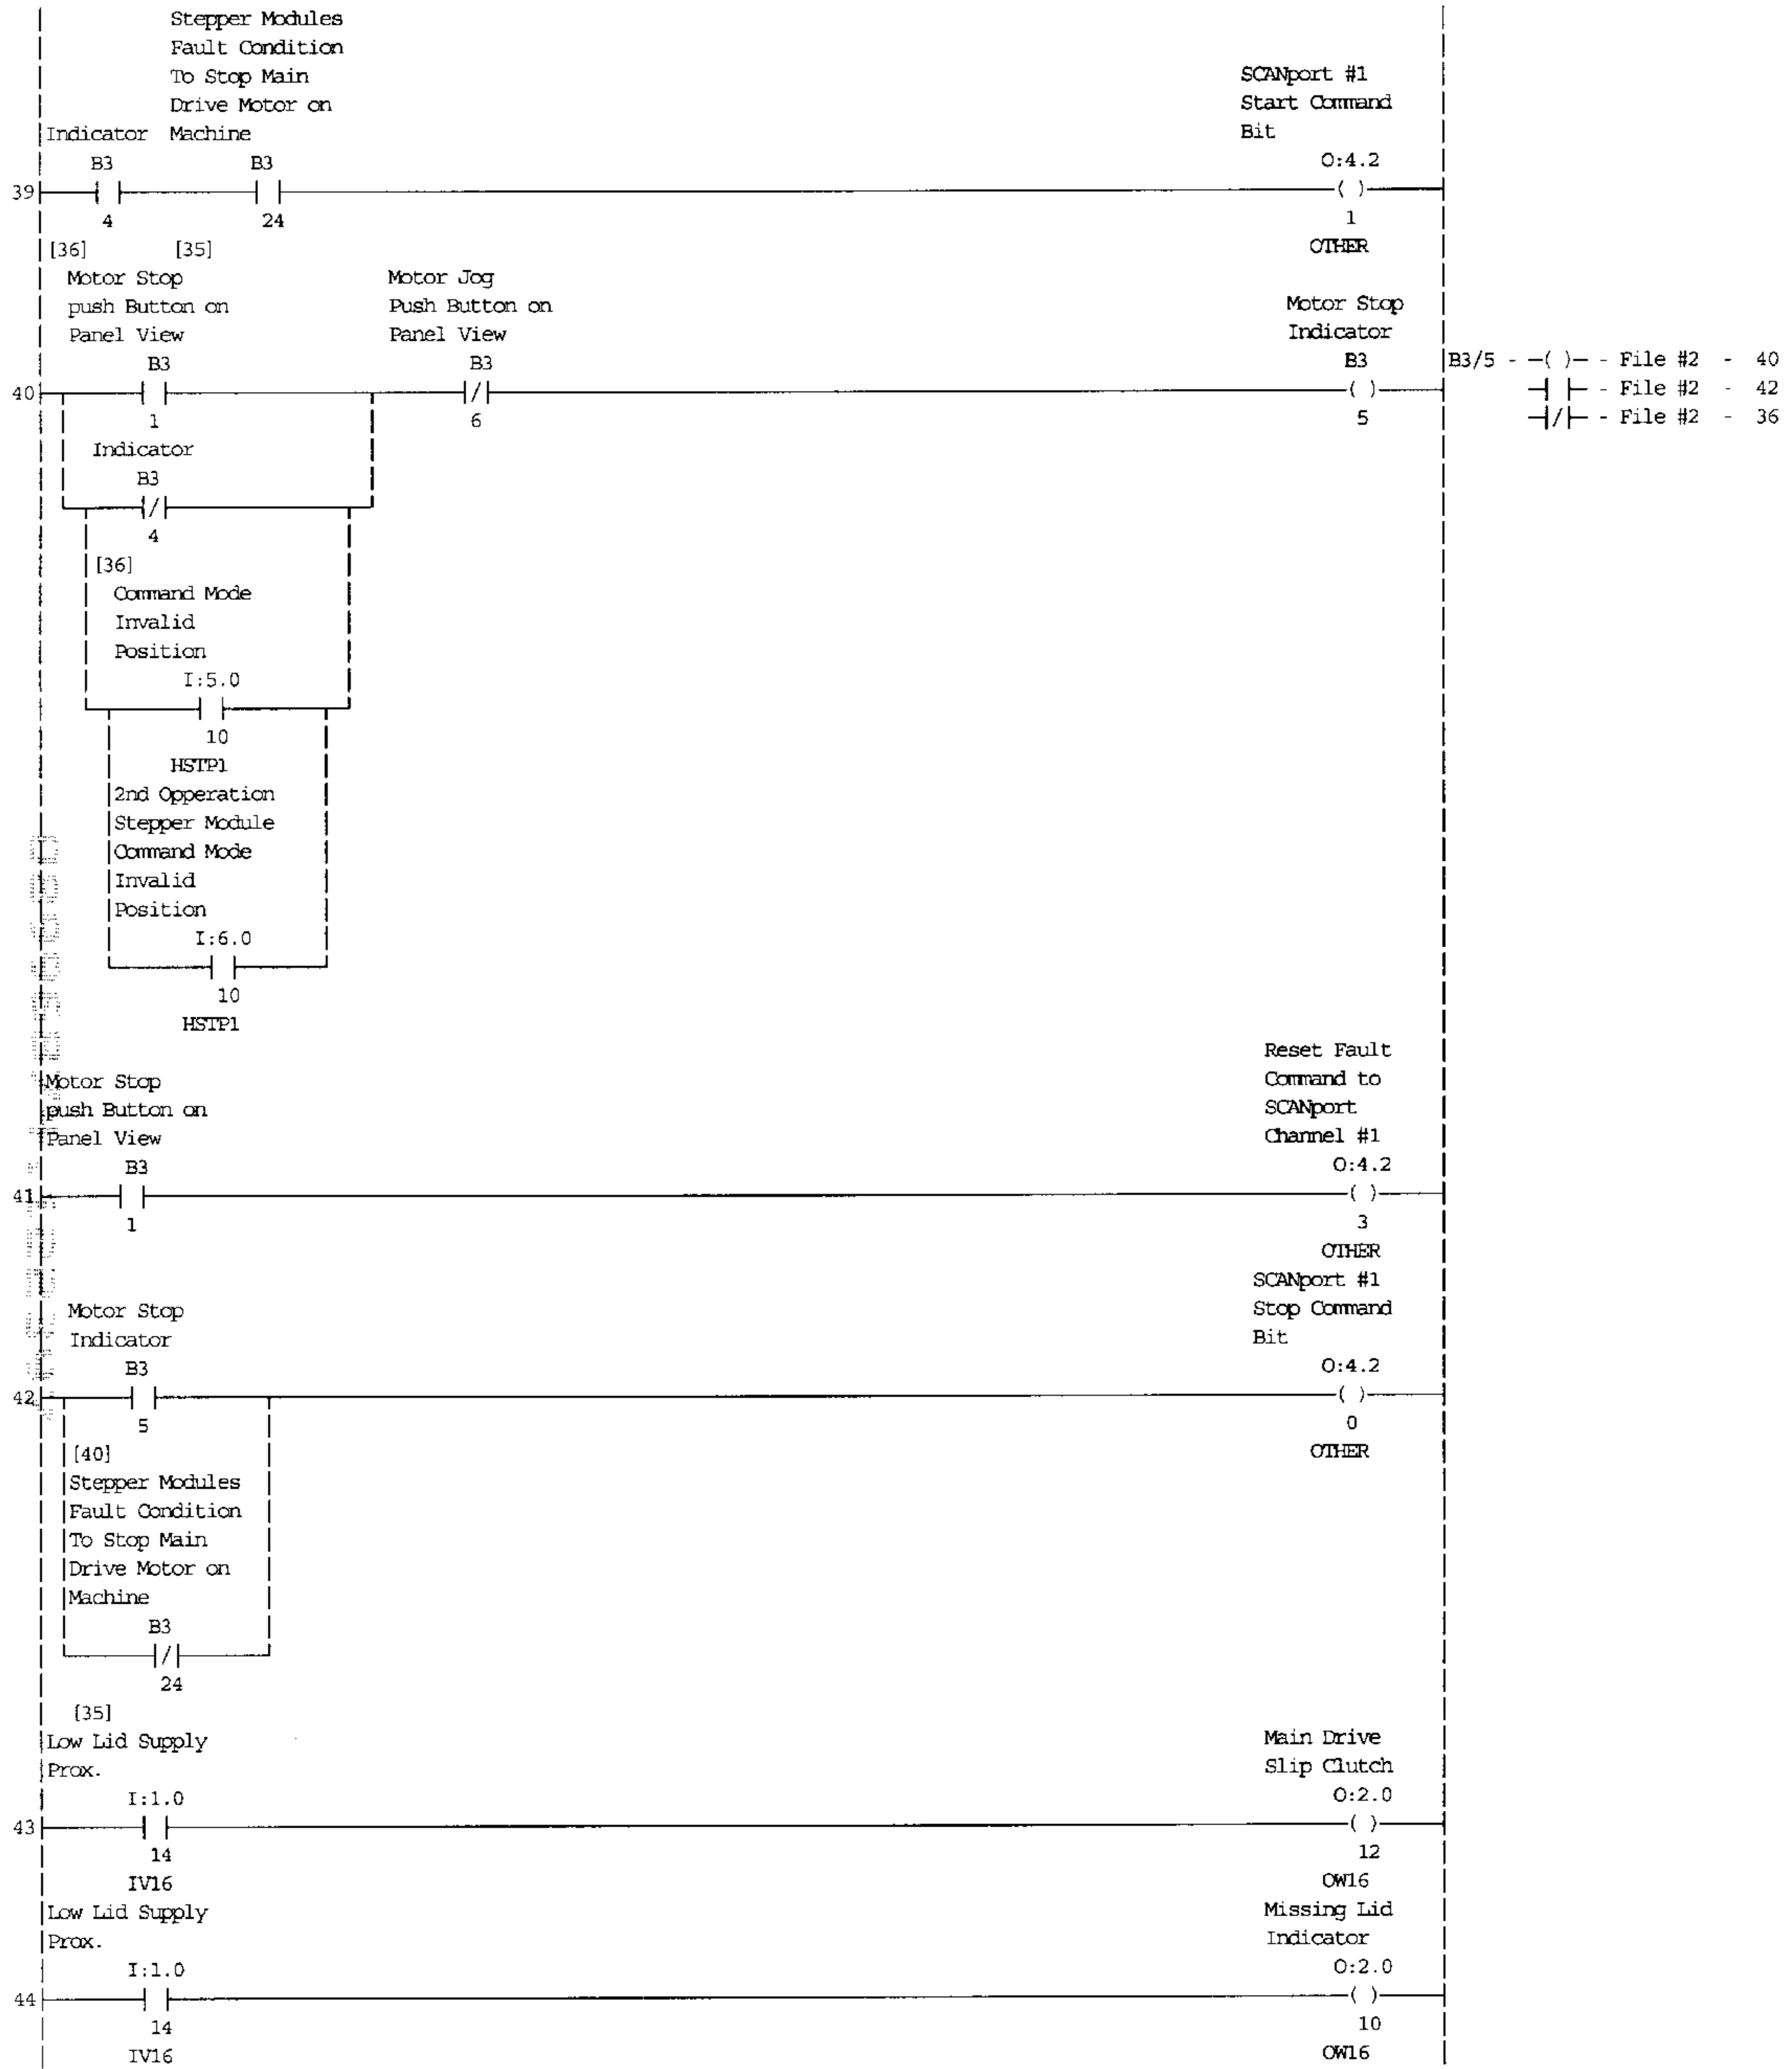 Stepper Modules
Fault Condition
To Stop Main
Drive Motor on
Indicator Machine
SCANport #1
Start Command
Bit
B3 B3 O:4.2
39 ( )
4 24 1
[36] [35] OTHER
Motor Stop
push Button on
Panel View
Motor Jog
Push Button on
Panel View
Motor Stop
Indicator
B3 B3 B3 B3/5 - -( )- - File #2 - 40
40 / ( ) - File #2 - 42
1 6 5 / - File #2 - 36
Indicator
B3
/
4
[36]
Command Mode
Invalid
Position
I:5.0
10
HSTP1
2nd Opperation
Stepper Module
Command Mode
Invalid
Position
I:6.0
10
HSTP1
Motor Stop
push Button on
Panel View
Reset Fault
Command to
SCANport
Channel #1
B3 O:4.2
41 ( )
1 3
OTHER
Motor Stop
Indicator
SCANport #1
Stop Command
Bit
B3 O:4.2
42 ( )
5 0
[40] OTHER
Stepper Modules
Fault Condition
To Stop Main
Drive Motor on
Machine
B3
/
24
[35]
Low Lid Supply
Prox.
Main Drive
Slip Clutch
I:1.0 O:2.0
43 ( )
14 12
IV16 OW16
Low Lid Supply
Prox.
Missing Lid
Indicator
I:1.0 O:2.0
44 ( )
14 10
IV16 OW16